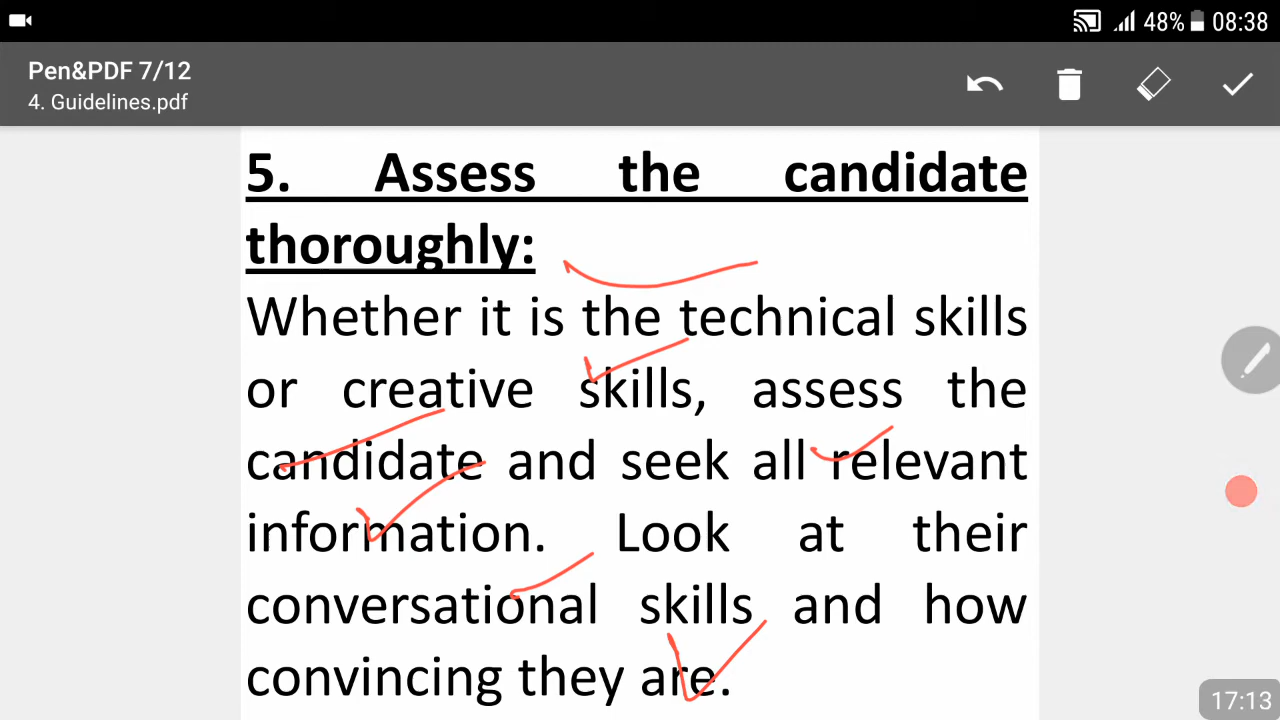 48% 08:38
Pen&PDF 7/12
4. Guidelines.pdf
5. Assess the candidate
thoroughly:
Whether it is the technical skills
or creative skills, assess the
candidate and seek all relevant
information. Look at their
conversational skills and how
convincing they are.
17:13